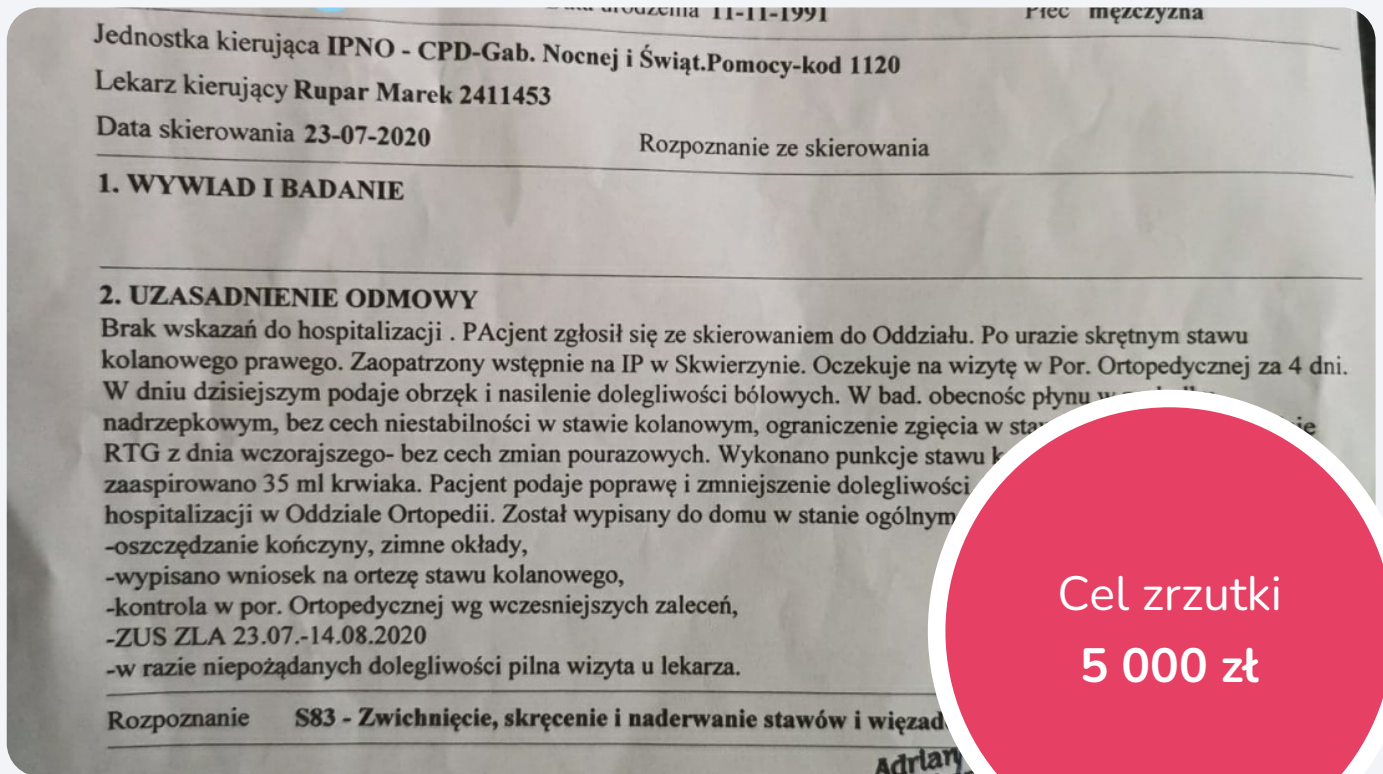 urodzenia 11-11-1991 Płeć mężczyzna
Jednostka kierująca IPNO - CPD-Gab. Nocnej i Świąt.Pomocy-kod 1120
Lekarz kierujący Rupar Marek 2411453
Data skierowania 23-07-2020 Rozpoznanie ze skierowania
1. WYWIAD I BADANIE
2. UZASADNIENIE ODMOWY
Brak wskazań do hospitalizacji . PAcjent zgłosił się ze skierowaniem do Oddziału. Po urazie skrętnym stawu
kolanowego prawego. Zaopatrzony wstępnie na IP w Skwierzynie. Oczekuje na wizytę w Por. Ortopedycznej za 4 dni.
W dniu dzisiejszym podaje obrzęk i nasilenie dolegliwości bólowych. W bad. obecnośc płynu w
nadrzepkowym, bez cech niestabilności w stawie kolanowym, ograniczenie zgięcia w
RTG z dnia wczorajszego- bez cech zmian pourazowych. Wykonano punkcje stawu
zaaspirowano 35 ml krwiaka. Pacjent podaje poprawę i zmniejszenie dolegliwości
hospitalizacji w Oddziale Ortopedii. Został wypisany do domu w stanie ogólnym
-oszczędzanie kończyny, zimne okłady,
-wypisano wniosek na ortezę stawu kolanowego,
-kontrola w por. Ortopedycznej wg wczesniejszych zaleceń,
-ZUS ZLA 23.07.-14.08.2020
-w razie niepożądanych dolegliwości pilna wizyta u lekarza.
Rozpoznanie S83 - Zwichnięcie, skręcenie i naderwanie stawów i
Cel zrzutki
5 000 zł